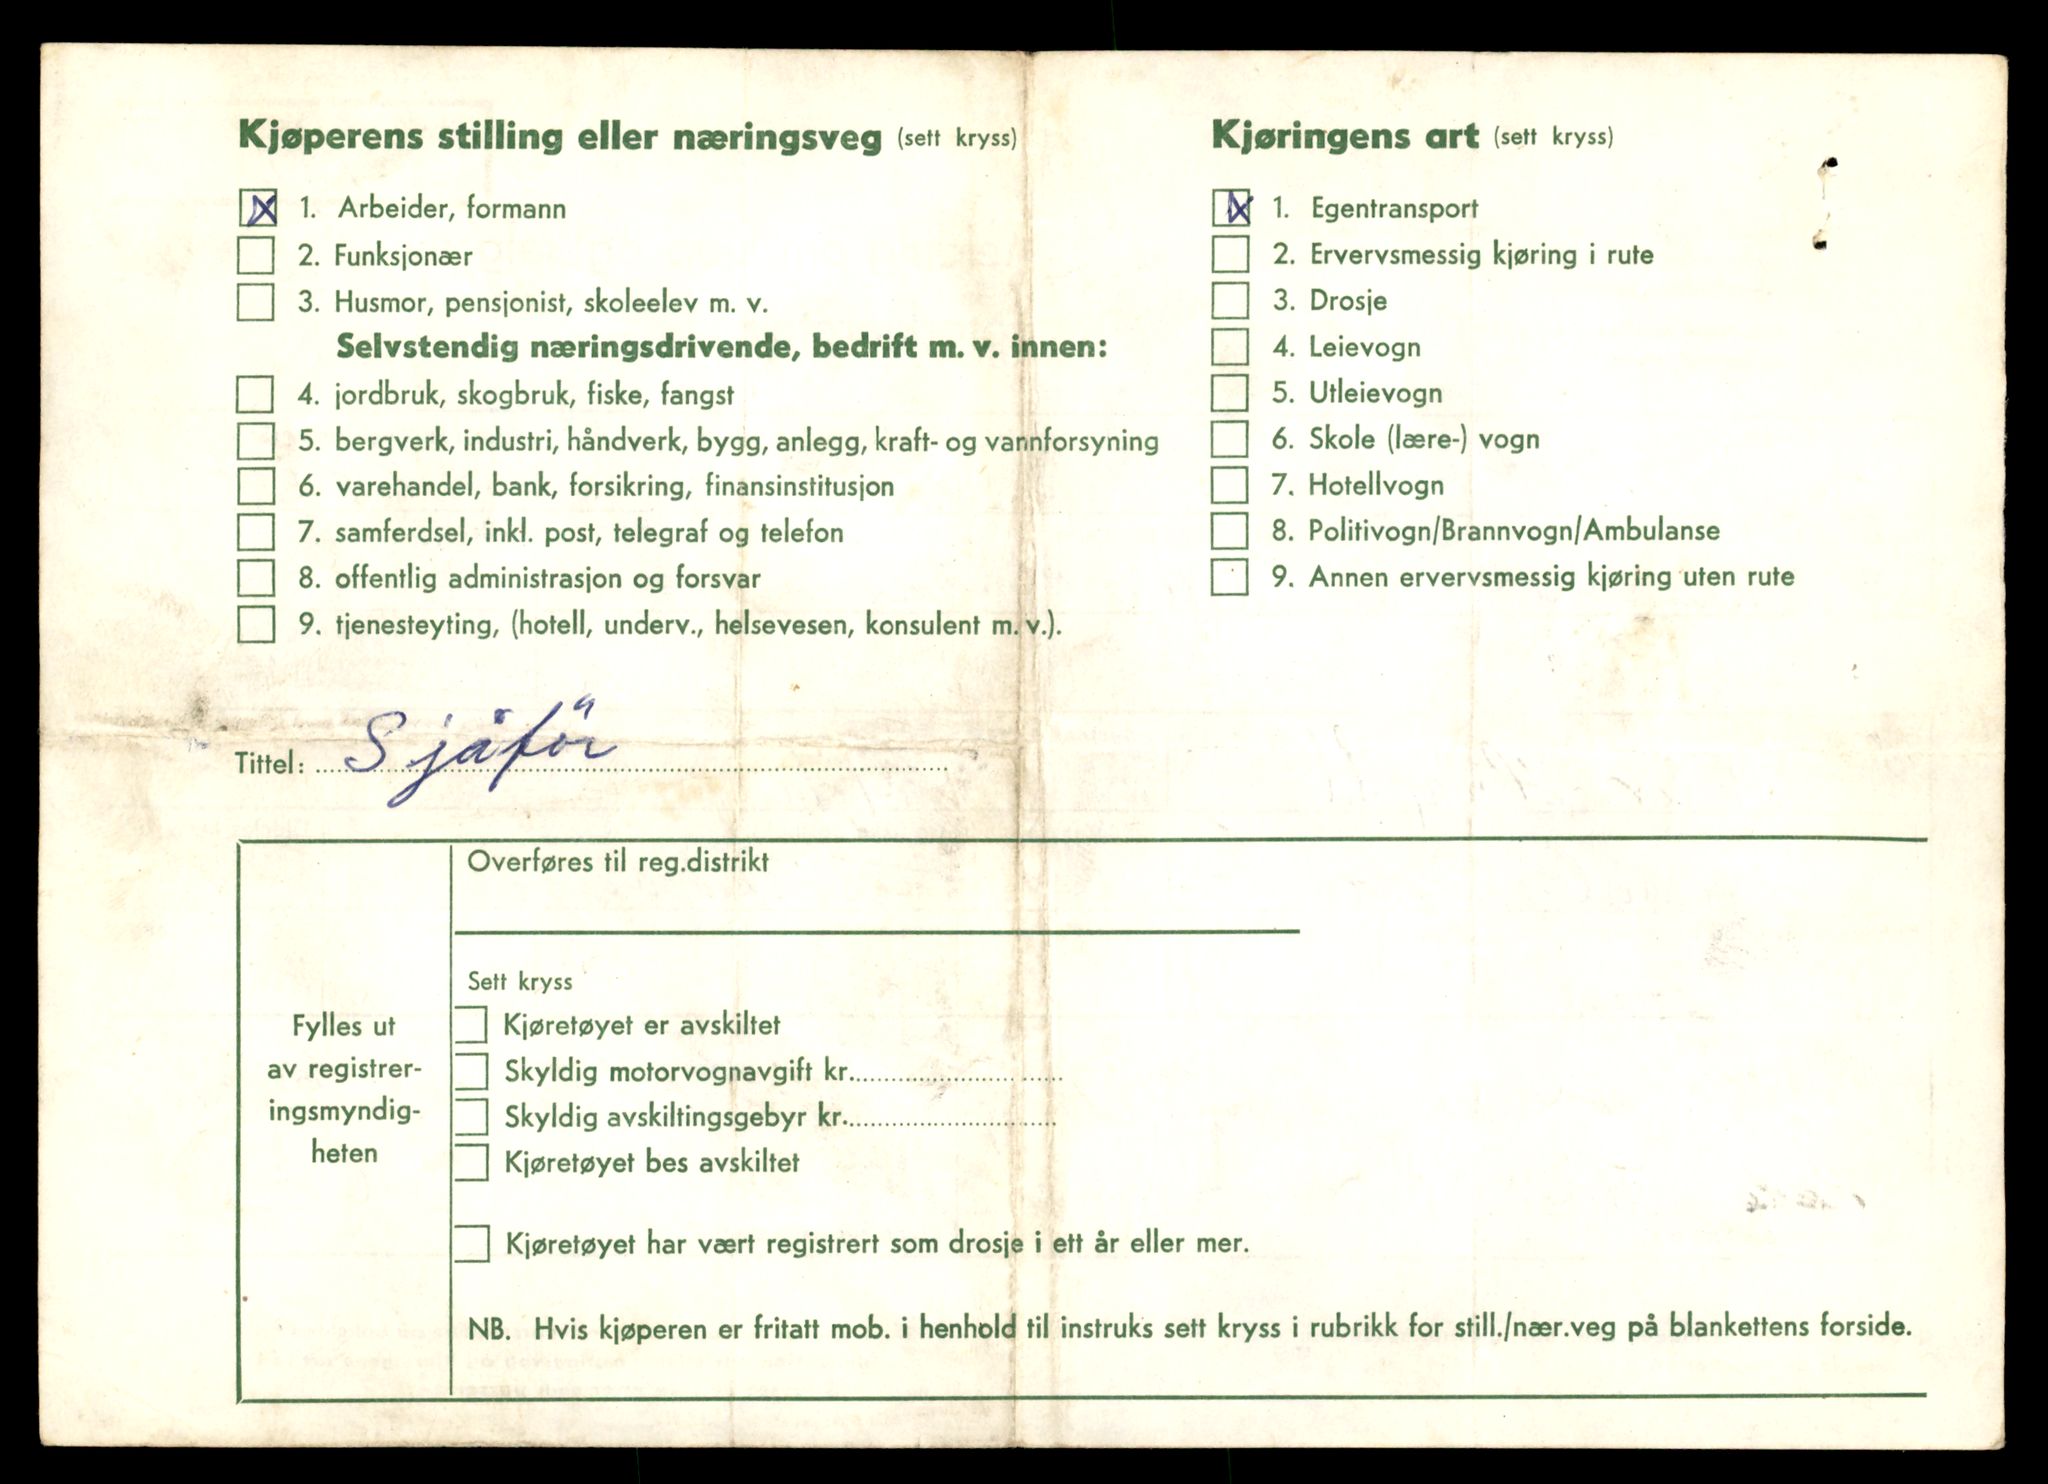 Kjøperens stilling eller næringsveg (sett kryss)
1. Arbeider, formann
2. Funksjonær
3. Husmor, pensjonist, skoleelev m. v.
Selvstendig næringsdrivende, bedrift m. v. innen:
4. jordbruk, skogbruk, fiske, fangst
5. bergverk, industri, håndverk, bygg, anlegg, kraft- og vannforsyning
6. varehandel, bank, forsikring, finansinstitusjon
7. samferdsel, inkl. post, telegraf og telefon
8. offentlig administrasjon og forsvar
9. tjenesteyting, (hotell, underv., helsevesen, konsulent m. v.).
Kjøringens art (sett kryss)
1. Egentransport
2. Ervervsmessig kjøring i rute
3. Drosje
4. Leievogn
5. Utleievogn
6. Skole (lære-) vogn
7. Hotellvogn
8. Politivogn/Brannvogn/Ambulanse
9. Annen ervervsmessig kjøring uten rute
Tittel: Sjåför
Fylles ut
av registrer-
ingsmyndig-
heten
Overføres til reg.distrikt
Sett kryss
Kjøretøyet er avskiltet
Skyldig motorvognavgift kr.
Skyldig avskiltingsgebyr kr.
Kjøretøyet bes avskiltet
Kjøretøyet har vært registrert som drosje i ett år eller mer.
NB. Hvis kjøperen er fritatt mob. i henhold til instruks sett kryss i rubrikk for still./nær.veg på blankettens forside.